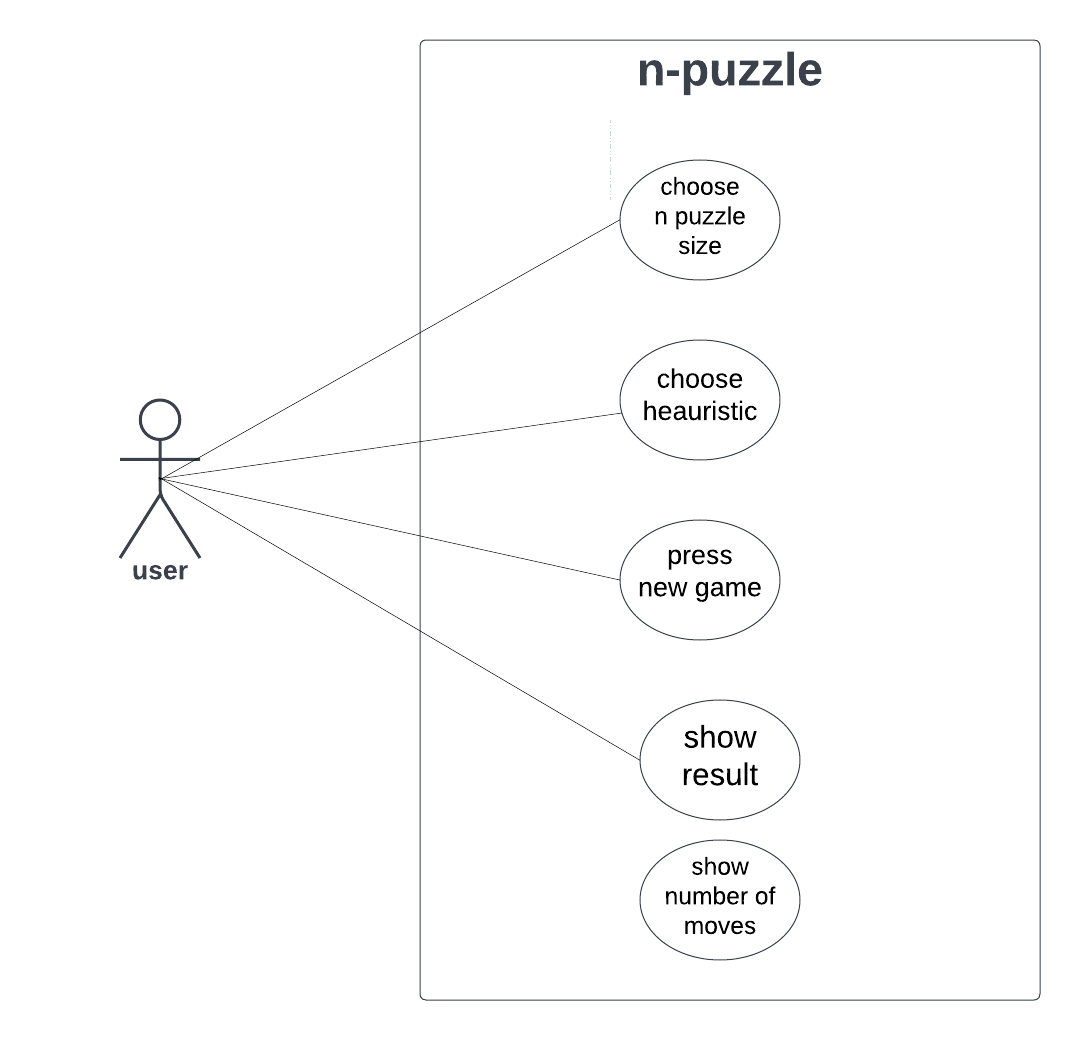 n-puzzle
choose
n puzzle
size
choose
heauristic
press
new game
user
show
result
show
number of
moves